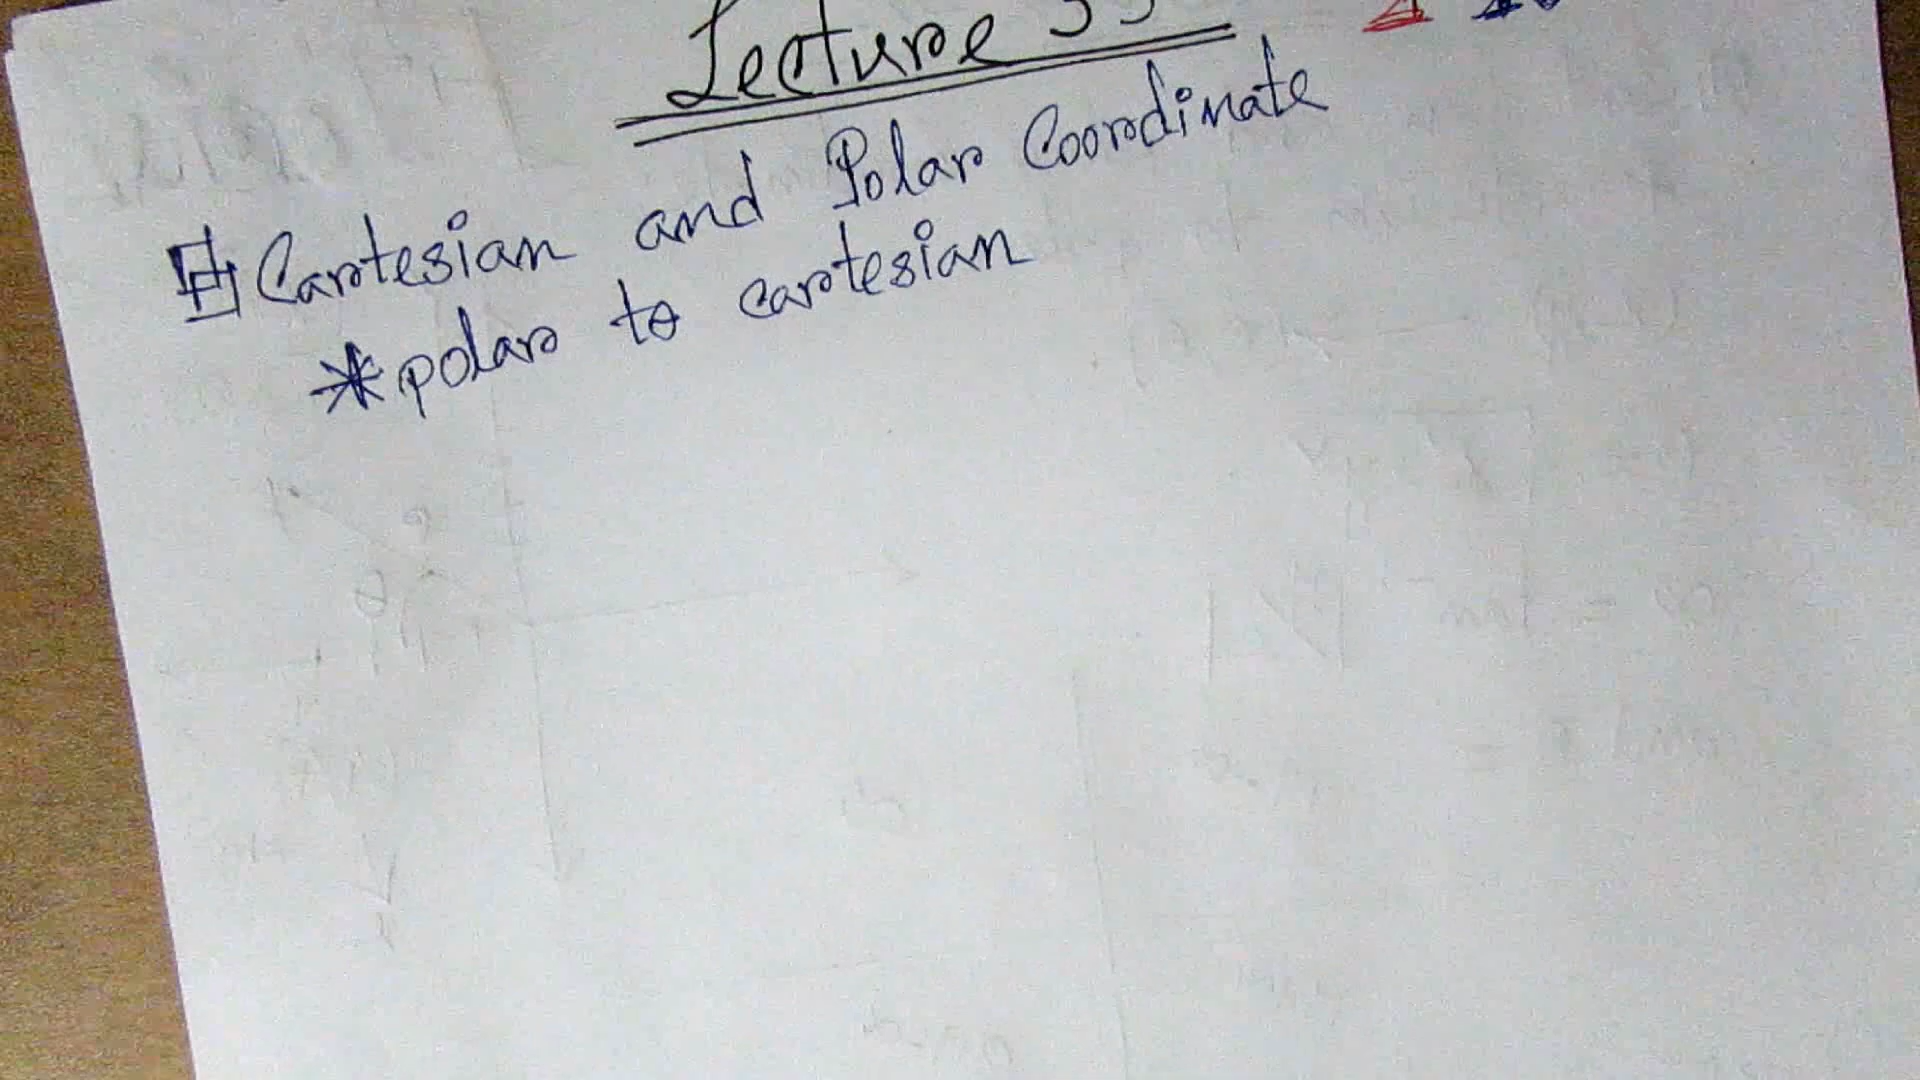 Lecture
Cartesian and Polar Coordinate
* polar to cartesian